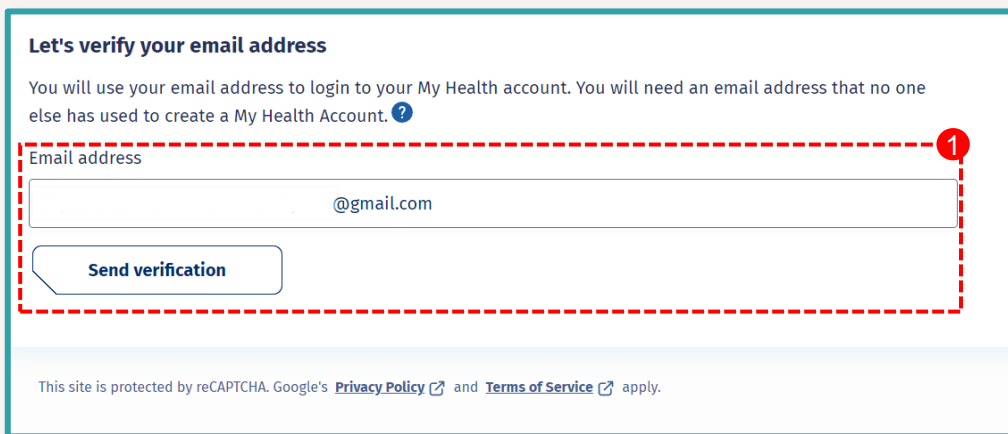 Let's verify your email address
You will use your email address to login to your My Health account. You will need an email address that no one
else has used to create a My Health Account. ?
1
Email address
@gmail.com
Send verification
This site is protected by reCAPTCHA. Google's Privacy Policy and Terms of Service apply.